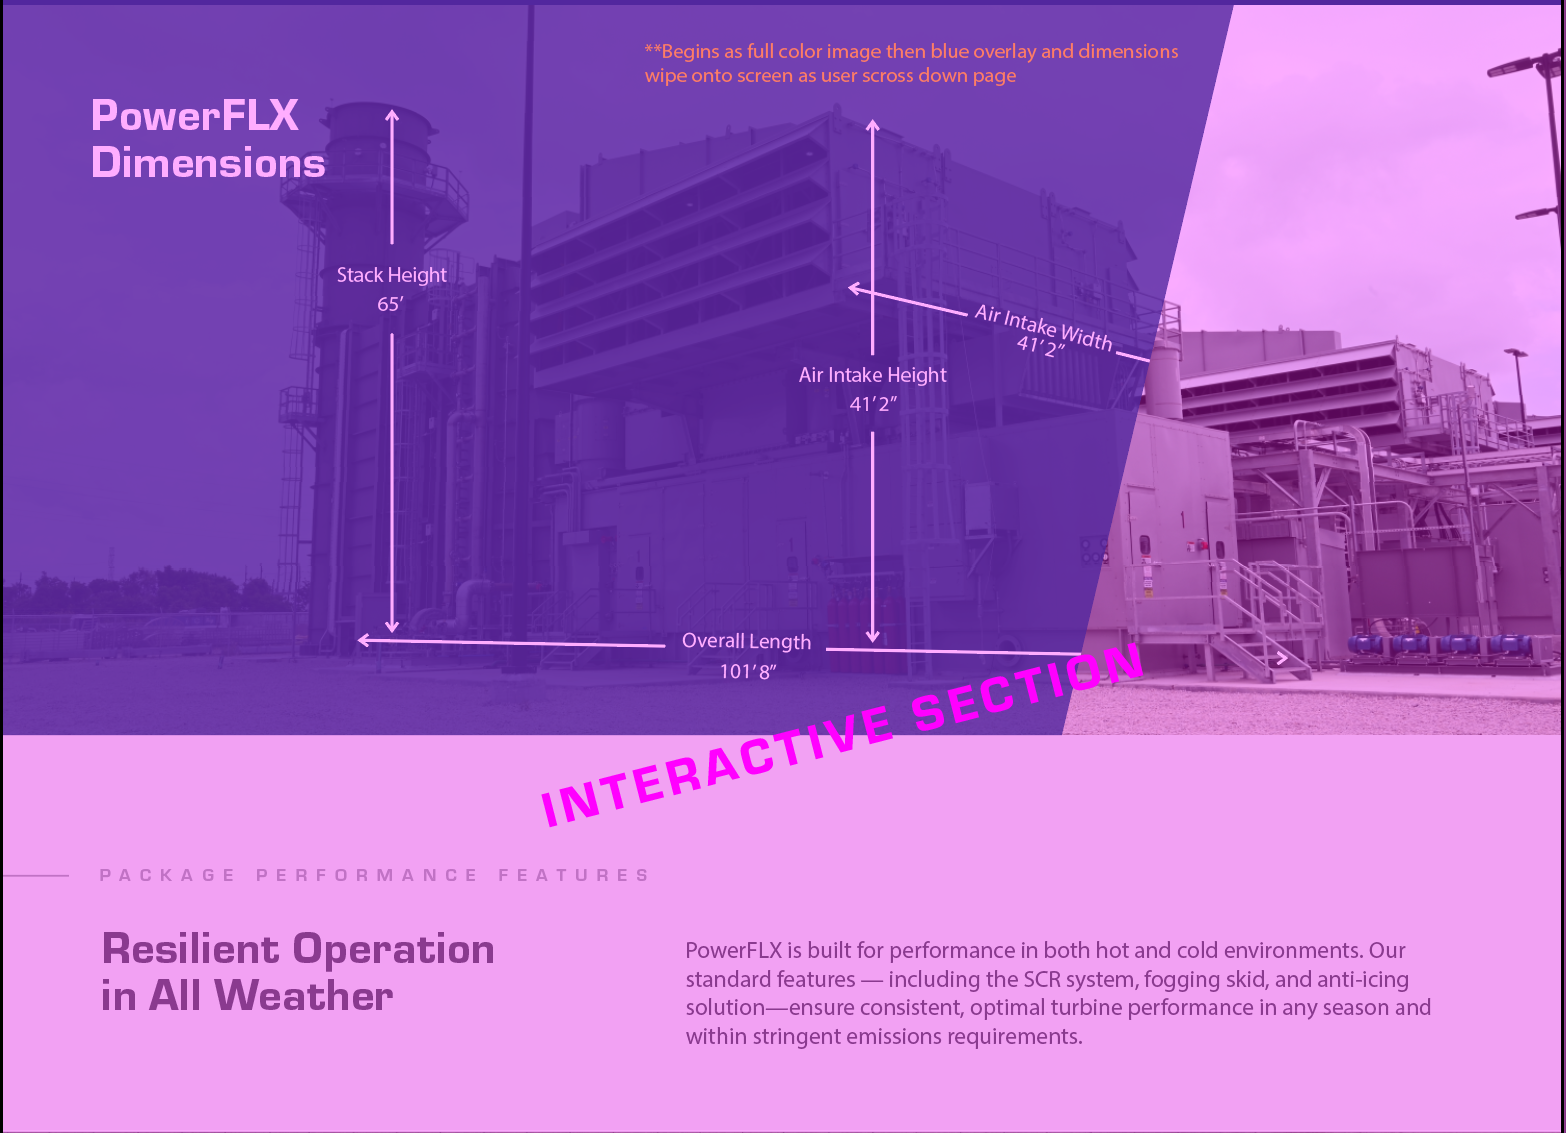 **Begins as full color image then blue overlay and dimensions
wipe onto screen as user scross down page
PowerFLX
Dimensions
Stack Height
65’
Air Intake Width
41’2”
Air Intake Height
41’2”
Overall Length
101’8”
INTERACTIVE SECTION
PACKAGE PERFORMANCE FEATURES
Resilient Operation
in All Weather
PowerFLX is built for performance in both hot and cold environments. Our
standard features — including the SCR system, fogging skid, and anti-icing
solution—ensure consistent, optimal turbine performance in any season and
within stringent emissions requirements.